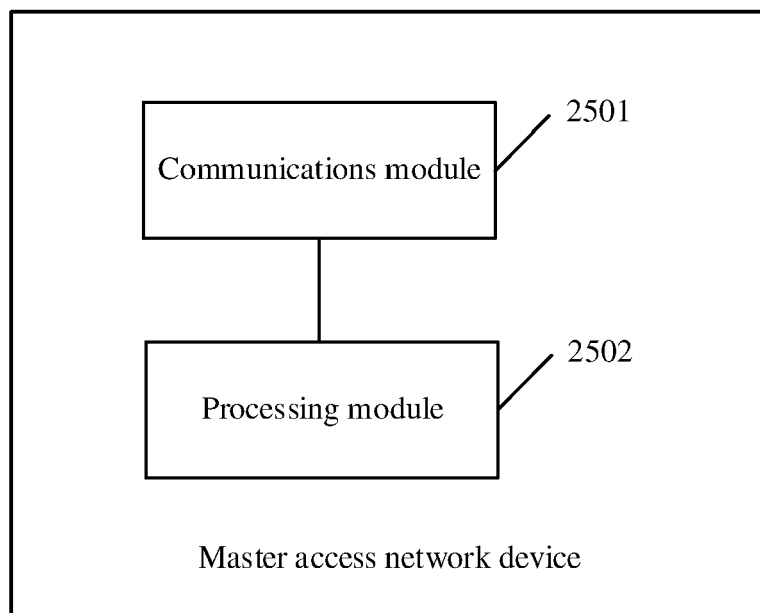 2501
Communications module
2502
Processing module
Master access network device